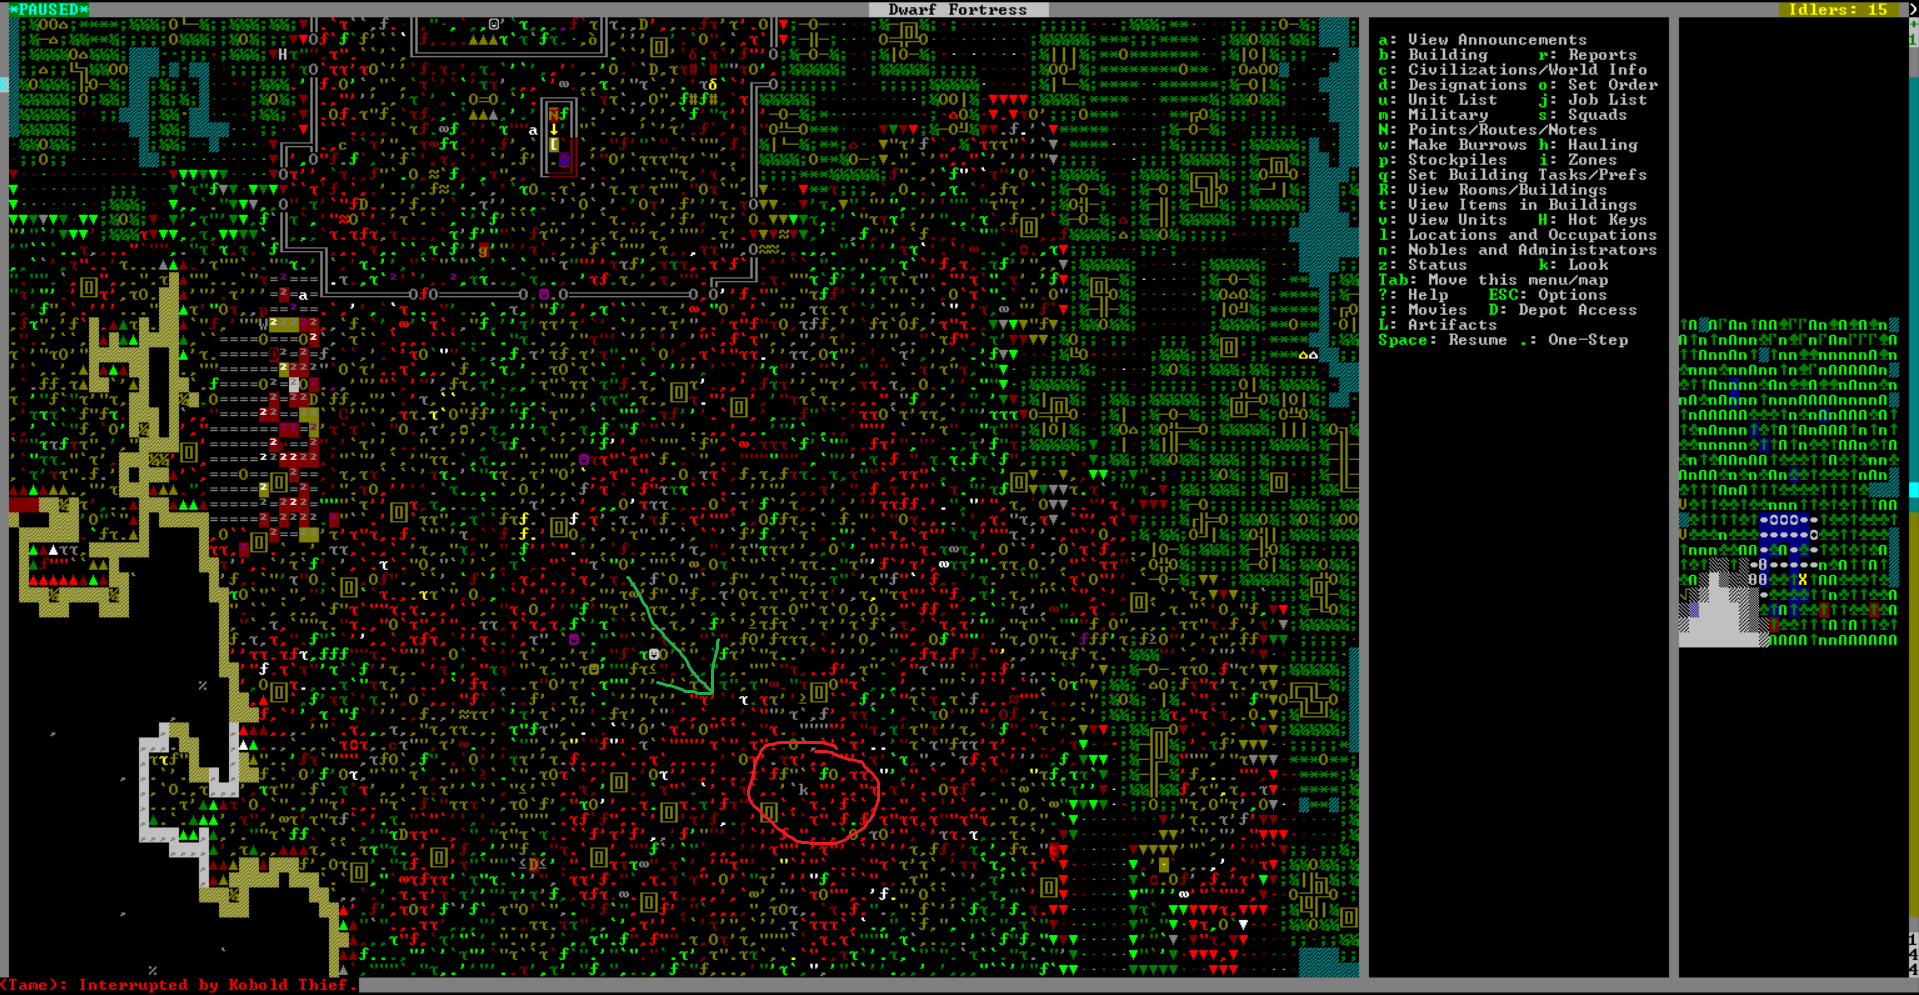 *PAUSED*
Dwarf Fortress
Idlers: 15
a: View Announcements
b: Building r: Reports
c: Civilizations/World Info
d: Designations o: Set Order
u: Unit List j: Job List
m: Military s: Squads
N: Points/Routes/Notes
w: Make Burrows h: Hauling
p: Stockpiles i: Zones
q: Set Building Tasks/Prefs
R: View Rooms/Buildings
t: View Items in Buildings
v: View Units H: Hot Keys
l: Locations and Occupations
n: Nobles and Administrators
z: Status k: Look
Tab: Move this menu/map
?: Help ESC: Options
;: Movies D: Depot Access
L: Artifacts
Space: Resume .: One-Step
(Tame): Interrupted by Kobold Thief.